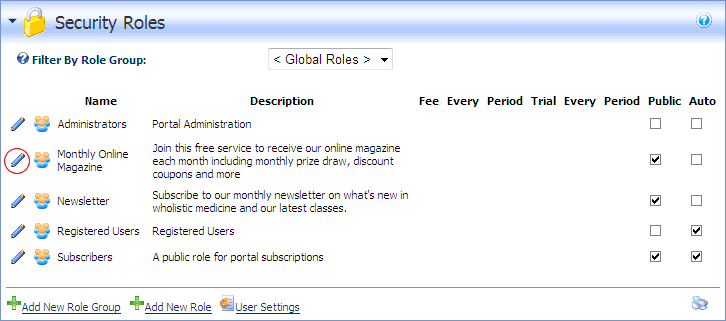 Security Roles
Filter By Role Group: < Global Roles >
Name Description Fee Every Period Trial Every Period Public Auto
Administrators Portal Administration
Monthly Online Magazine Join this free service to receive our online magazine
each month including monthly prize draw, discount
coupons and more
Newsletter Subscribe to our monthly newsletter on what's new in
wholistic medicine and our latest classes.
Registered Users Registered Users
Subscribers A public role for portal subscriptions
Add New Role Group Add New Role User Settings